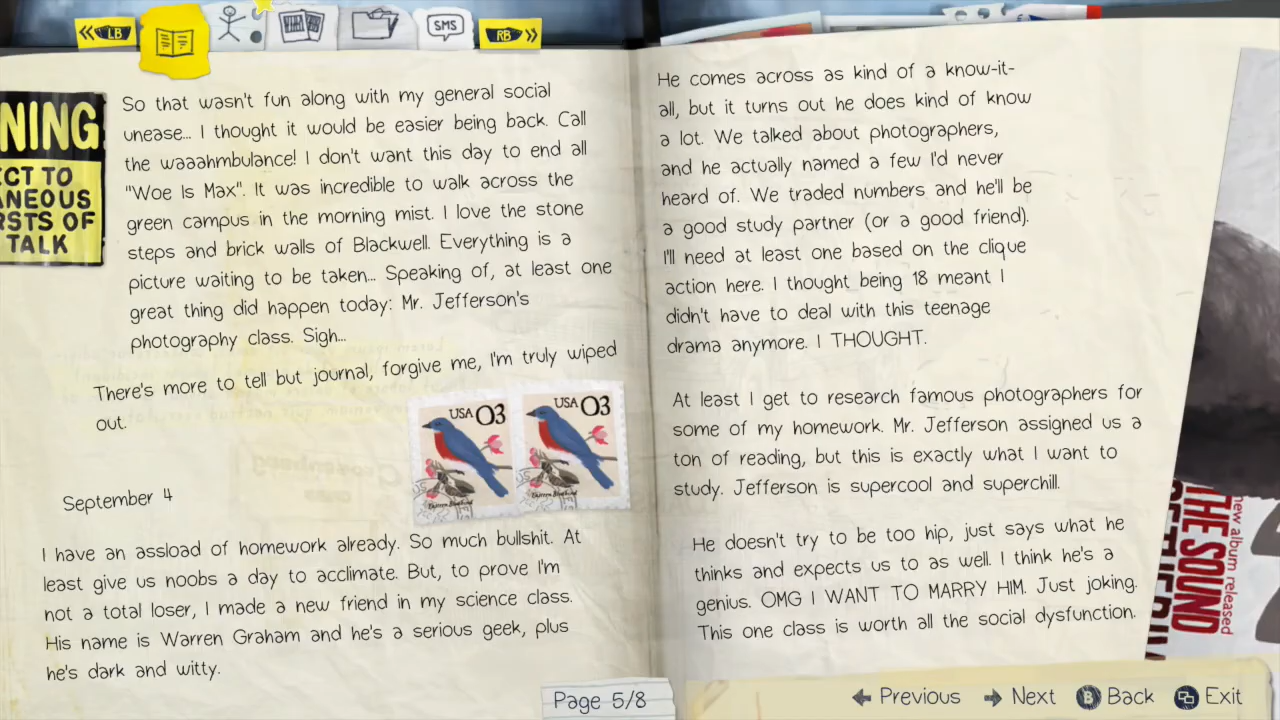 LB
SMS
RB
NING
ECT TO
ANEOUS
RSTS OF
TALK
So that wasn't fun along with my general social
unease... I thought it would be easier being back. Call
the waaahmbulance! I don't want this day to end all
"Woe Is Max". It was incredible to walk across the
green campus in the morning mist. I love the stone
steps and brick walls of Blackwell. Everything is a
picture waiting to be taken... Speaking of, at least one
great thing did happen today: Mr. Jefferson's
photography class. Sigh...
There's more to tell but journal, forgive me, I'm truly wiped
out.
USA 03
USA 03
Eastern Bluebird
Eastern Bluebird
September 4
I have an assload of homework already. So much bullshit. At
least give us noobs a day to acclimate. But, to prove I'm
not a total loser, I made a new friend in my science class.
His name is Warren Graham and he's a serious geek, plus
he's dark and witty.
He comes across as kind of a know-it-
all, but it turns out he does kind of know
a lot. We talked about photographers,
and he actually named a few I'd never
heard of. We traded numbers and he'll be
a good study partner (or a good friend).
I'll need at least one based on the clique
action here. I thought being 18 meant I
didn't have to deal with this teenage
drama anymore. I THOUGHT.
At least I get to research famous photographers for
some of my homework. Mr. Jefferson assigned us a
ton of reading, but this is exactly what I want to
study. Jefferson is supercool and superchill.
He doesn't try to be too hip, just says what he
thinks and expects us to as well. I think he's a
genius. OMG I WANT TO MARRY HIM. Just joking.
This one class is worth all the social dysfunction.
new album released
THE SOUND
Page 5/8
Previous
Next
B Back
Exit